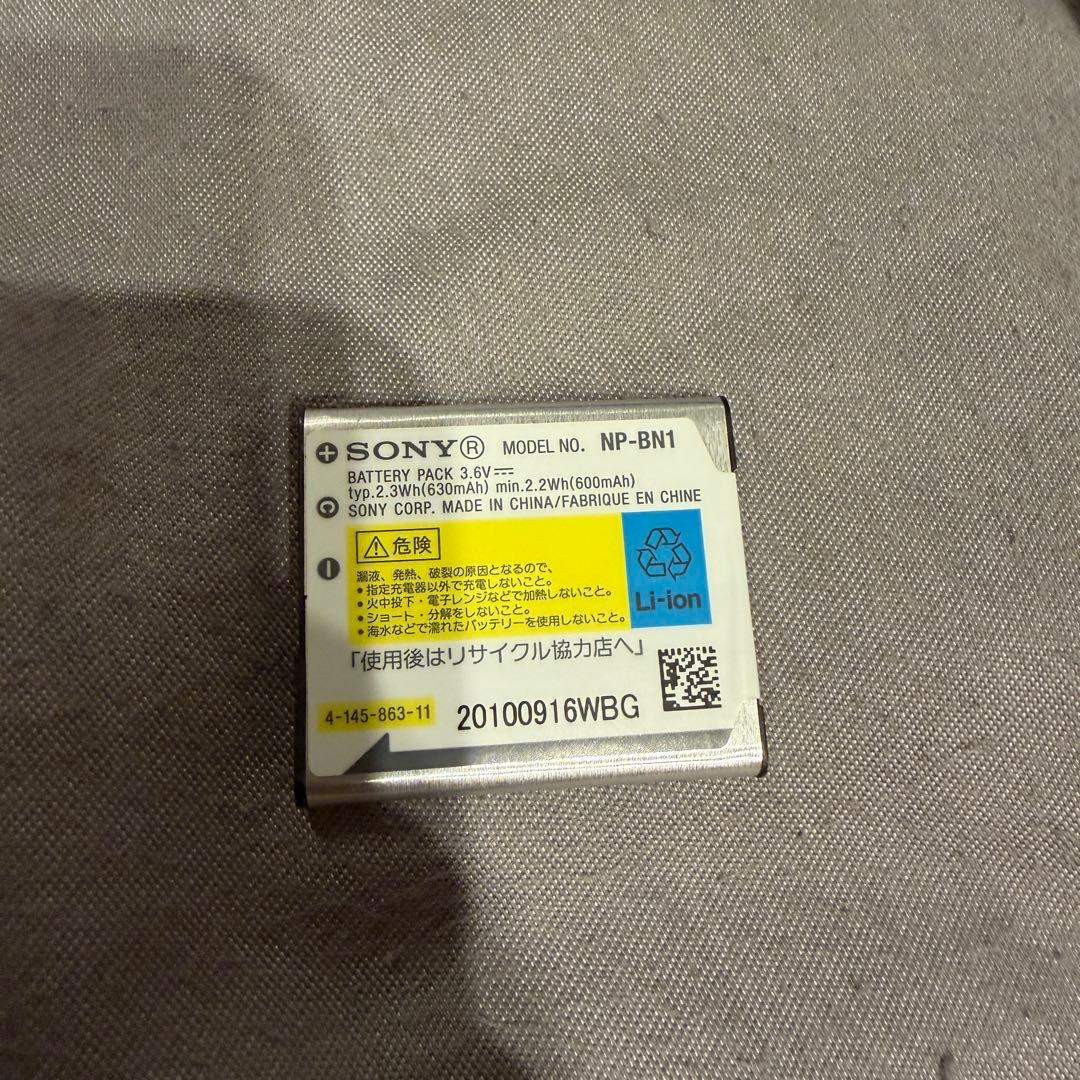 SONY® MODEL NO. NP-BN1
BATTERY PACK 3.6V
typ.2.3Wh(630mAh) min.2.2Wh(600mAh)
SONY CORP. MADE IN CHINA/FABRIQUE EN CHINE
⚠危険
漏液、発熱、破裂の原因となるので、
•指定充電器以外で充電しないこと。
•火中投下・電子レンジなどで加熱しないこと。
•ショート・分解をしないこと。
•海水などで濡れたバッテリーを使用しないこと。
Li-ion
「使用後はリサイクル協力店へ」
4-145-863-11
20100916WBG